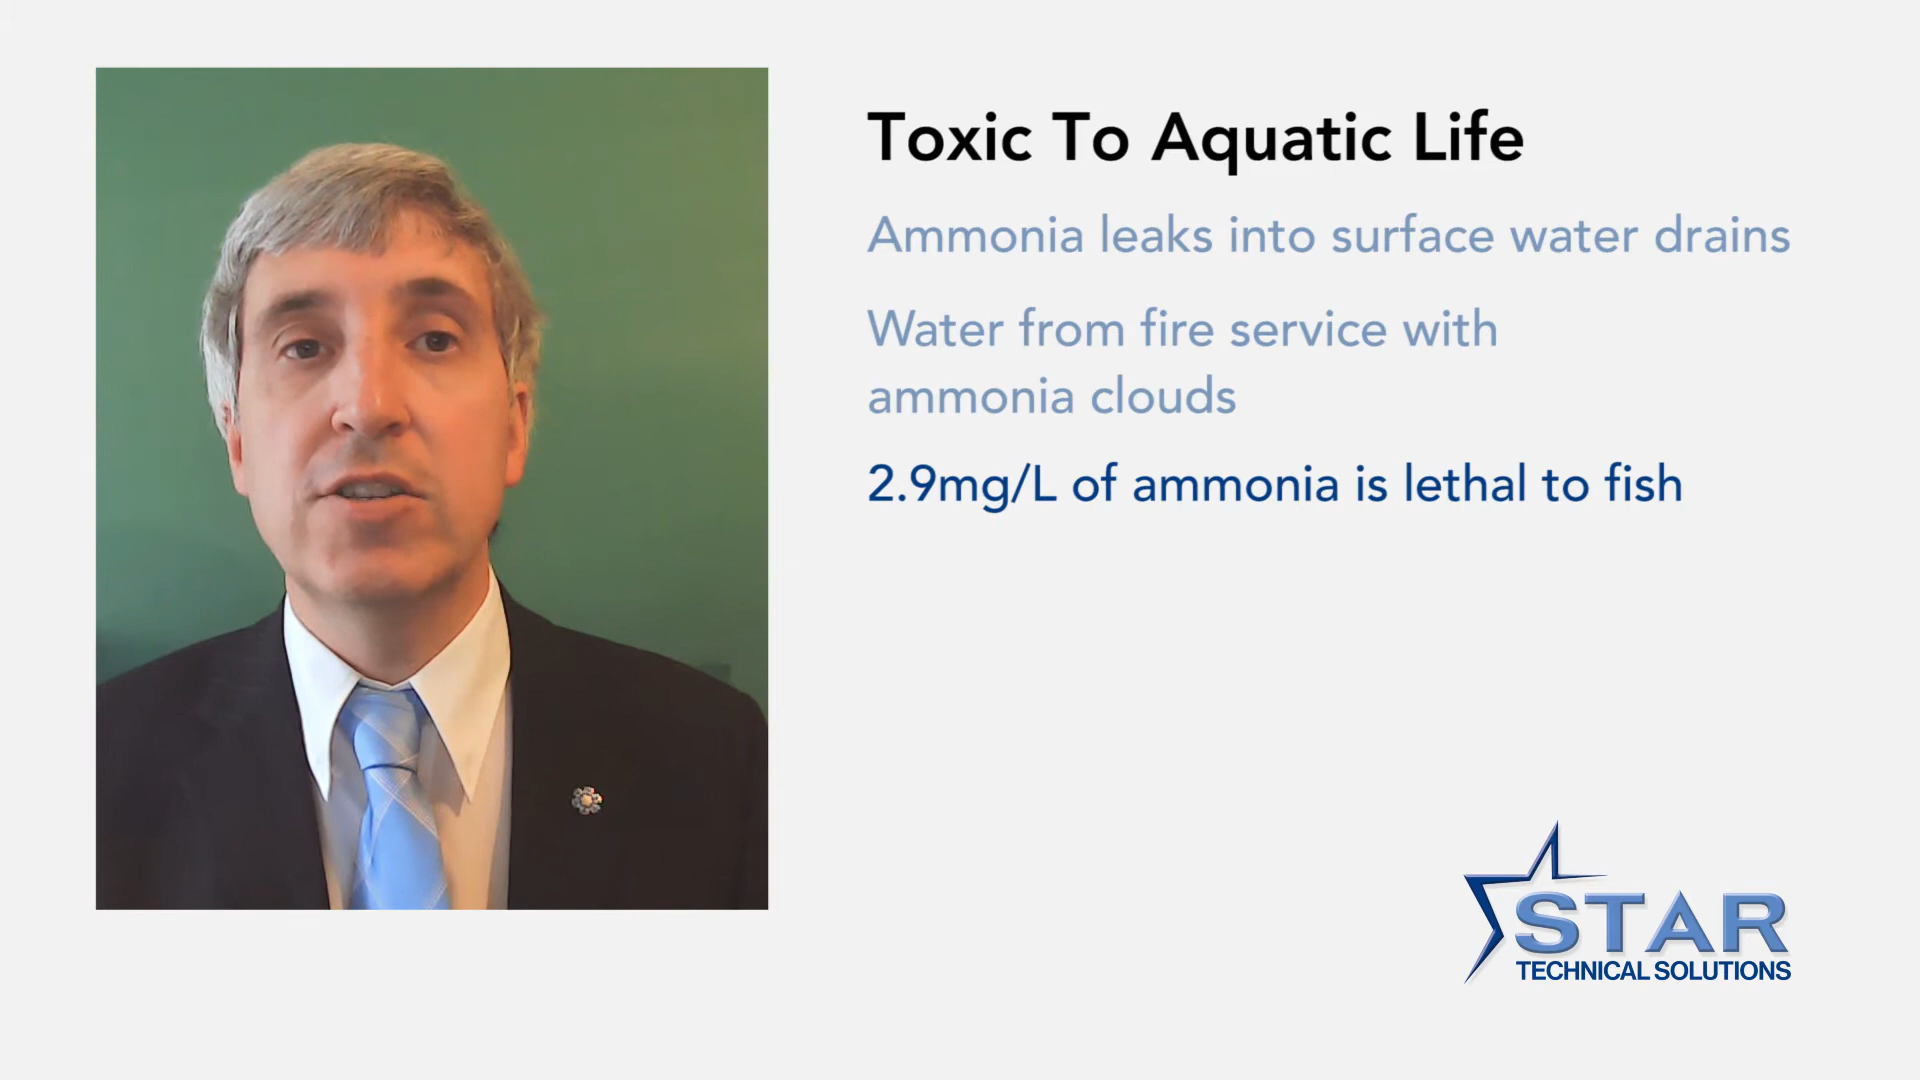 Toxic To Aquatic Life
Ammonia leaks into surface water drains
Water from fire service with
ammonia clouds
2.9mg/L of ammonia is lethal to fish
STAR
TECHNICAL SOLUTIONS